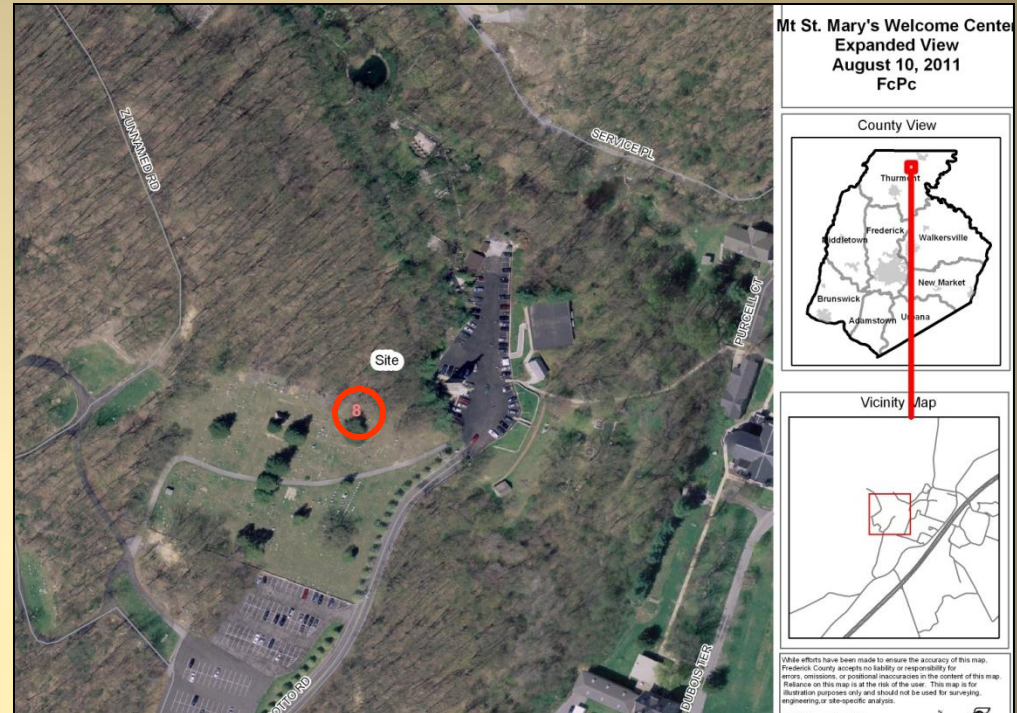 Mt St. Mary's Welcome Center
Expanded View
August 10, 2011
FcPc
County View
Thurmont
Frederick
Middletown
Walkersville
New Market
Brunswick
Adamstown
Urbana
Vicinity Map
While efforts have been made to ensure the accuracy of this map,
Frederick County accepts no liability or responsibility for
errors, omissions, or positional inaccuracies in the content of this map.
Reliance on this map is at the risk of the user. This map is for
illustration purposes only and should not be used for surveying,
engineering,or site-specific analysis.
Z UNNAMED RD
SERVICE PL
PURCELL CT
Site
8
OTTO RD
DUBOIS TER